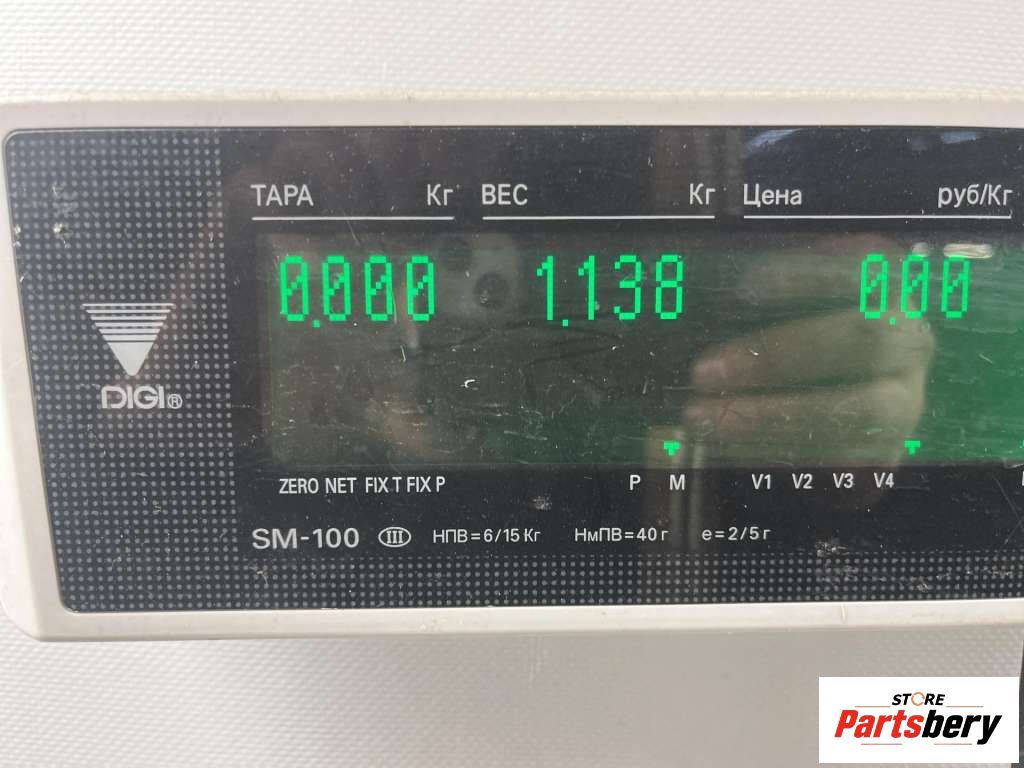 ТАРА Кг ВЕС Кг Цена руб/Кг
0.000 1.138 0.00
DIGI®
ZERO NET FIX T FIX P P M V1 V2 V3 V4
SM-100 III НПВ=6/15 Кг НмПВ=40 г e=2/5 г
STORE
Partsbery